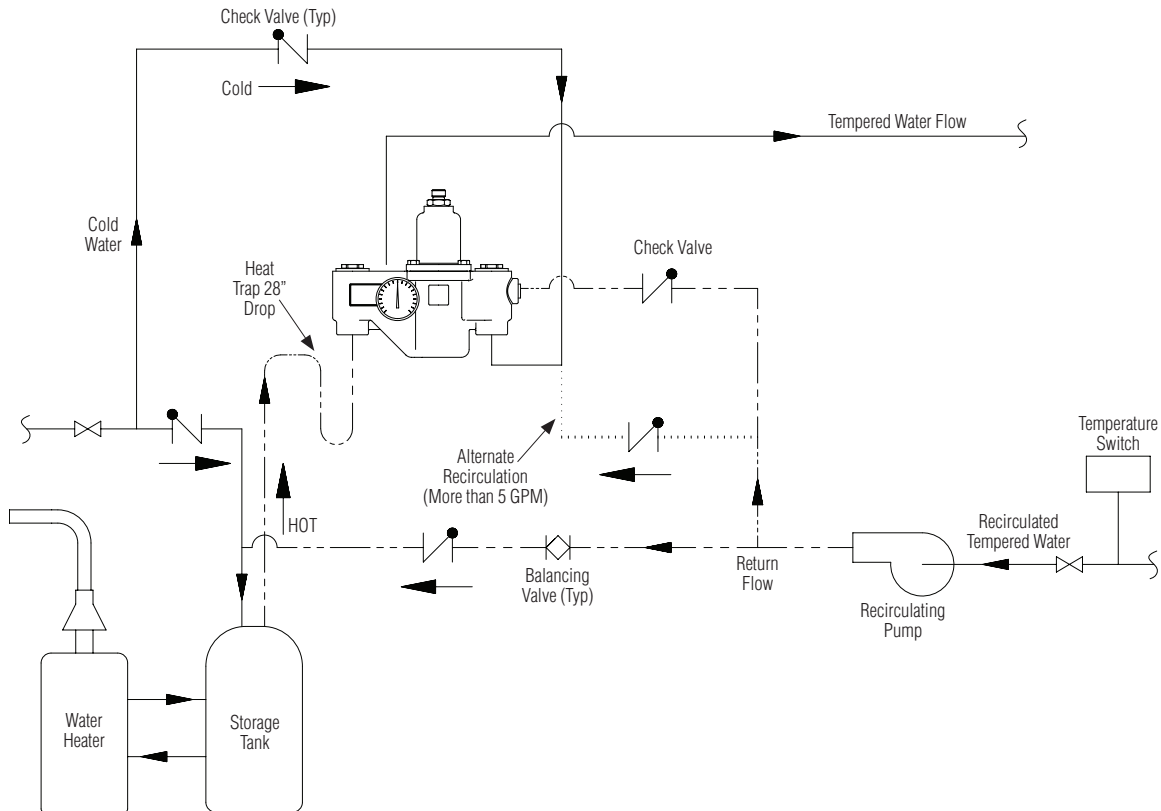 Check Valve (Typ)
Cold
Tempered Water Flow
Cold
Water
Check Valve
Heat
Trap 28”
Drop
Temperature
Switch
Alternate
Recirculation
(More than 5 GPM)
HOT
Recirculated
Tempered Water
Balancing
Valve (Typ)
Return
Flow
Recirculating
Pump
Water
Heater
Storage
Tank